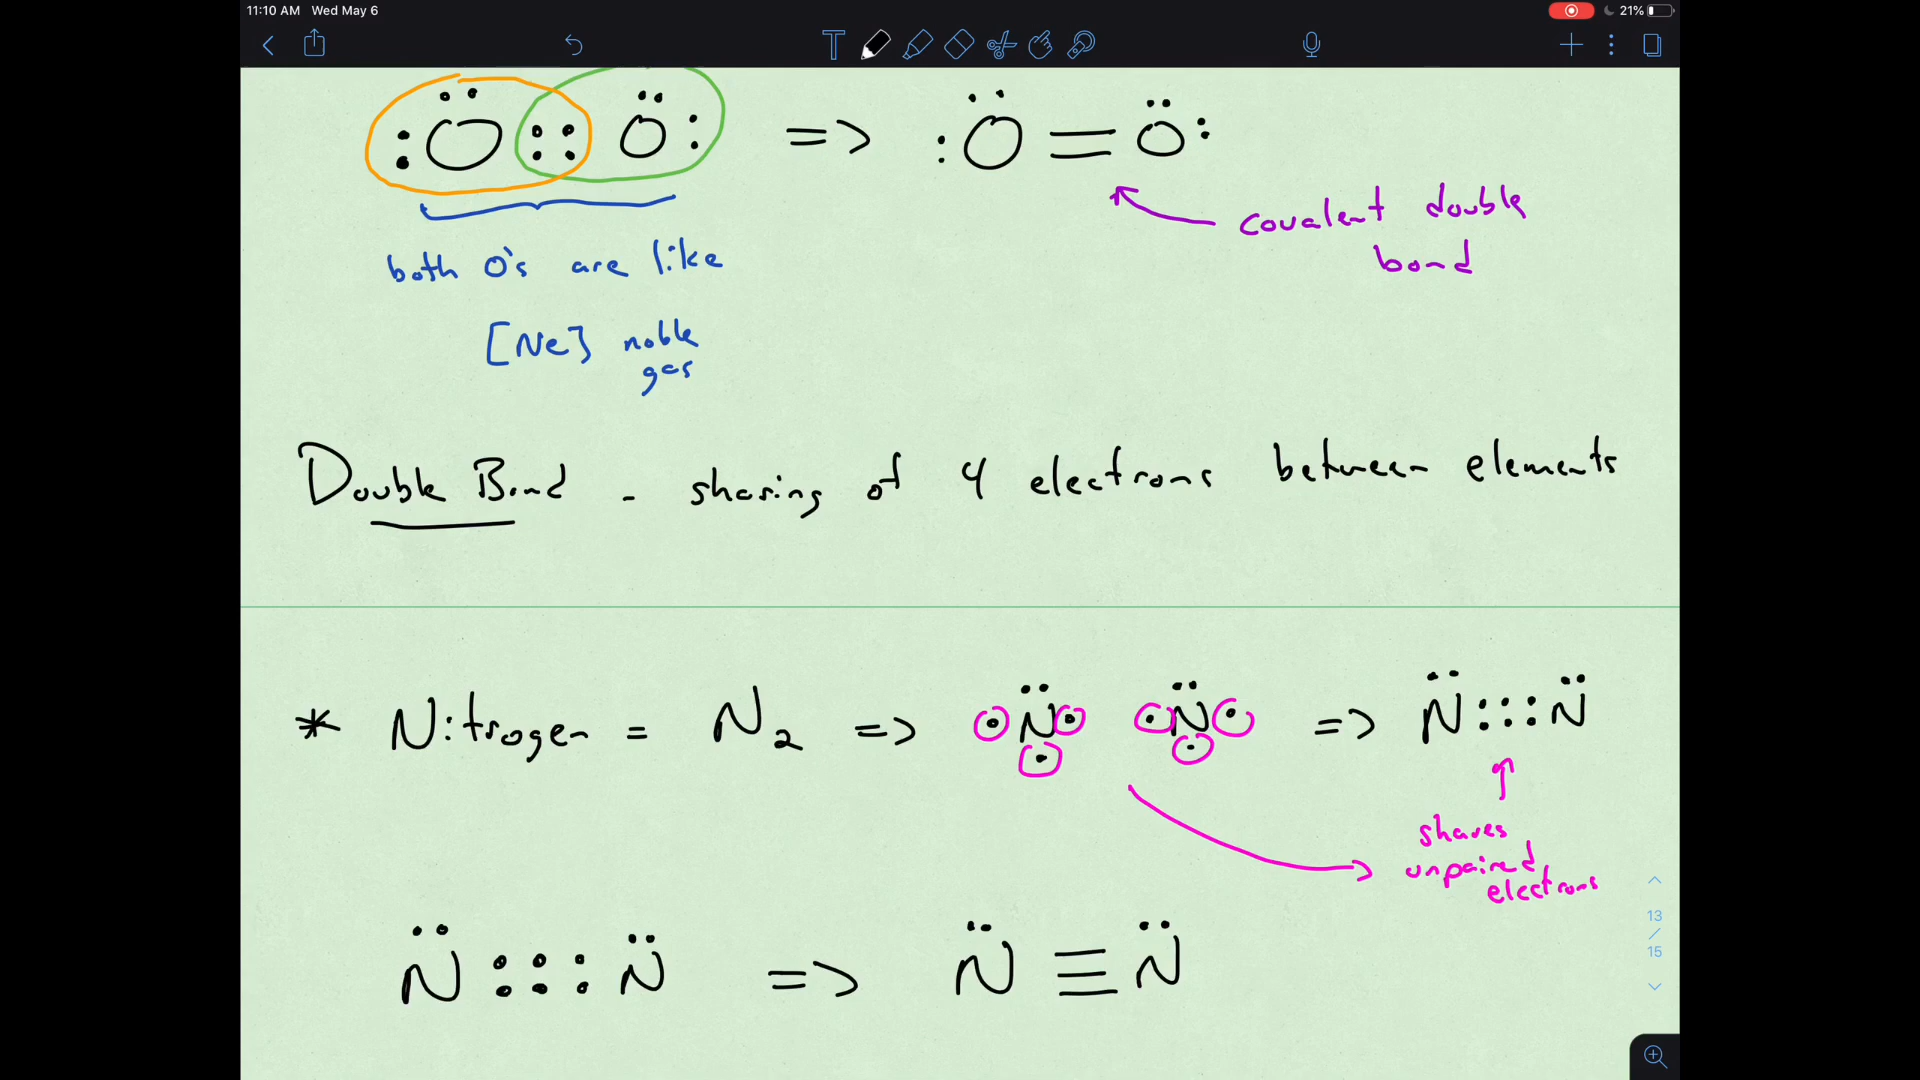 11:10 AM Wed May 6
21%
T
:Ö :: Ö: => :Ö = Ö:
covalent double
bond
both O's are like
[Ne] noble
gas
Double Bond - sharing of 4 electrons between elements
* Nitrogen = N₂ => ·N̈· ·N̈· => N̈:::N̈
shares
unpaired
electrons
13
/
15
N̈ ::: N̈ => N̈ ≡ N̈